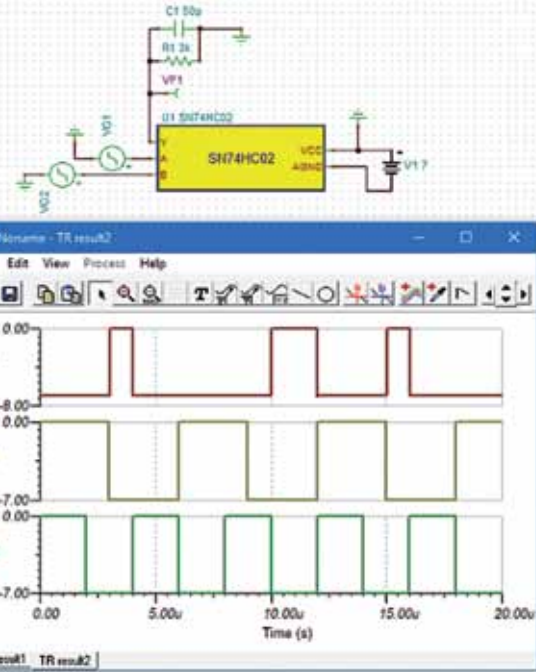 C1 50p
R1 2k
VF1
U1 SN74HC02
VG1
VG2
Y
A
B
SN74HC02
VCC
AGND
V1 7
Noname - TR result2
Edit View Process Help
T
0.00
-8.00
0.00
-7.00
0.00
-7.00
0.00 5.00u 10.00u 15.00u 20.00u
Time (s)
TR result2